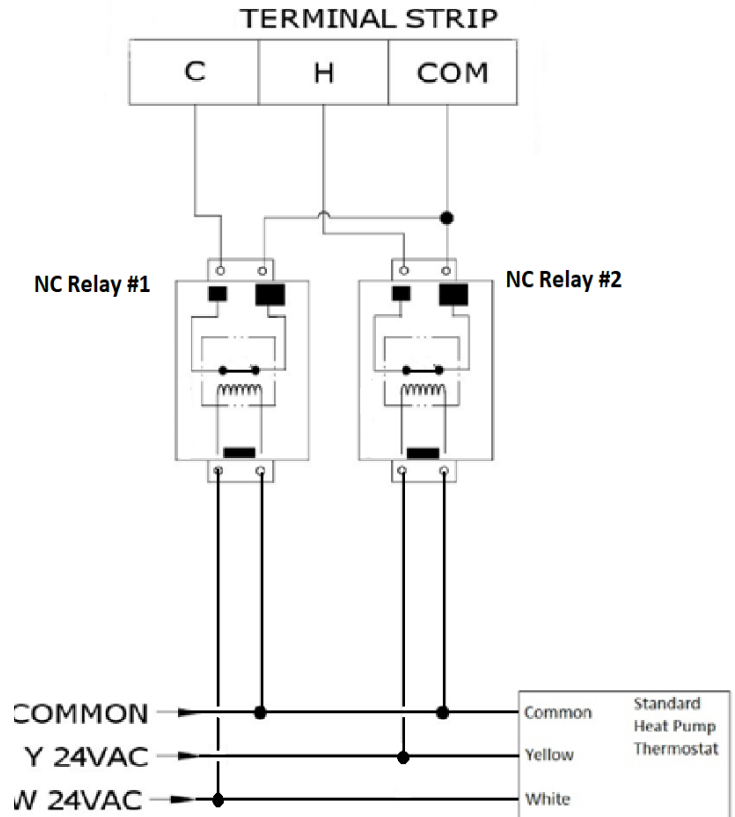 TERMINAL STRIP
C H COM
NC Relay #1
NC Relay #2
COMMON
Y 24VAC
W 24VAC
Common
Yellow
White
Standard
Heat Pump
Thermostat